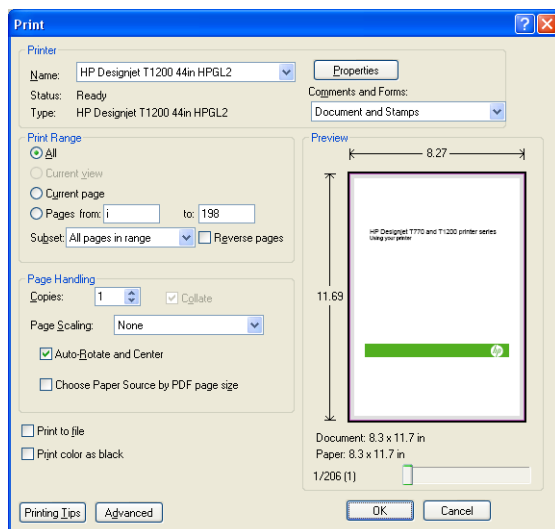 Print
Printer
Name: HP Designjet T1200 44in HPGL2 Properties
Status: Ready Comments and Forms:
Type: HP Designjet T1200 44in HPGL2 Document and Stamps
Print Range
All
Current view
Current page
Pages from: i to: 198
Subset: All pages in range Reverse pages
Page Handling
Copies: 1 Collate
Page Scaling: None
Auto-Rotate and Center
Choose Paper Source by PDF page size
Print to file
Print color as black
Printing Tips Advanced
Preview
8.27
11.69
HP Designjet T770 and T1200 printer series
Using your printer
hp
Document: 8.3 x 11.7 in
Paper: 8.3 x 11.7 in
1/206 (1)
OK Cancel